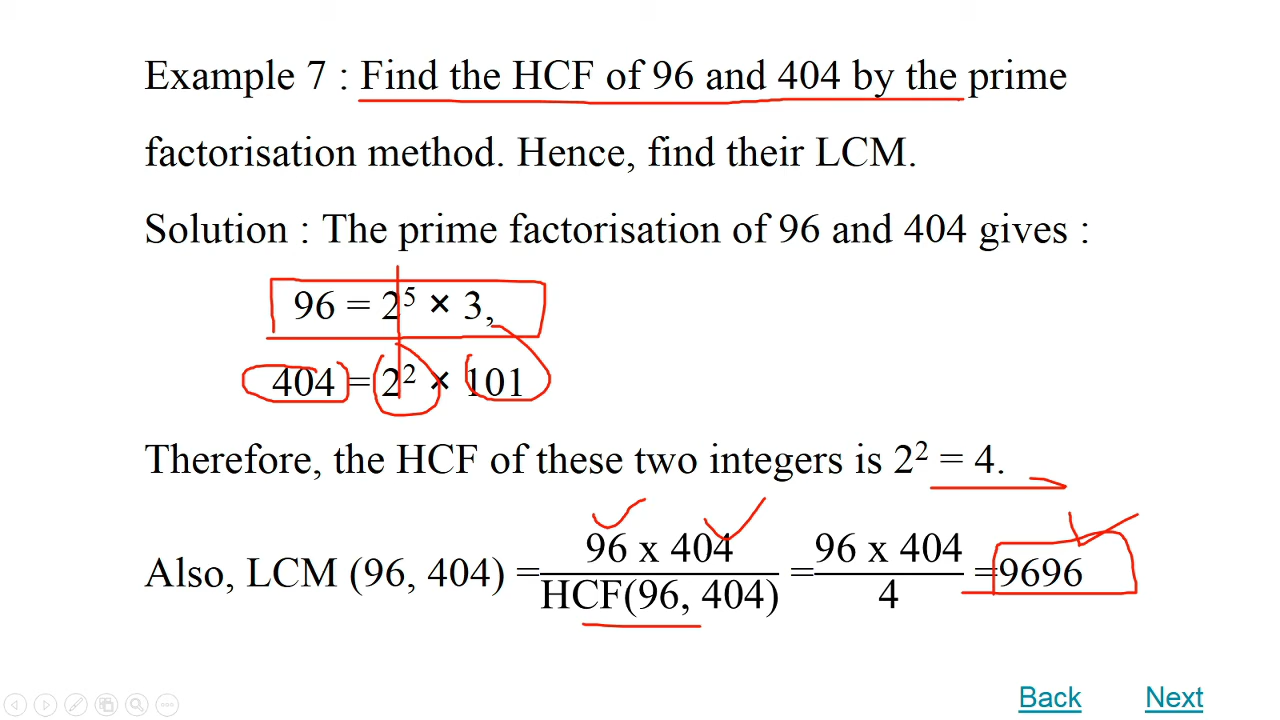 Example 7 : Find the HCF of 96 and 404 by the prime
factorisation method. Hence, find their LCM.
Solution : The prime factorisation of 96 and 404 gives :
96 = 2⁵ × 3,
404 = 2² × 101
Therefore, the HCF of these two integers is 2² = 4.
96 x 404 96 x 404
Also, LCM (96, 404) = = =9696
HCF(96, 404) 4
Back Next